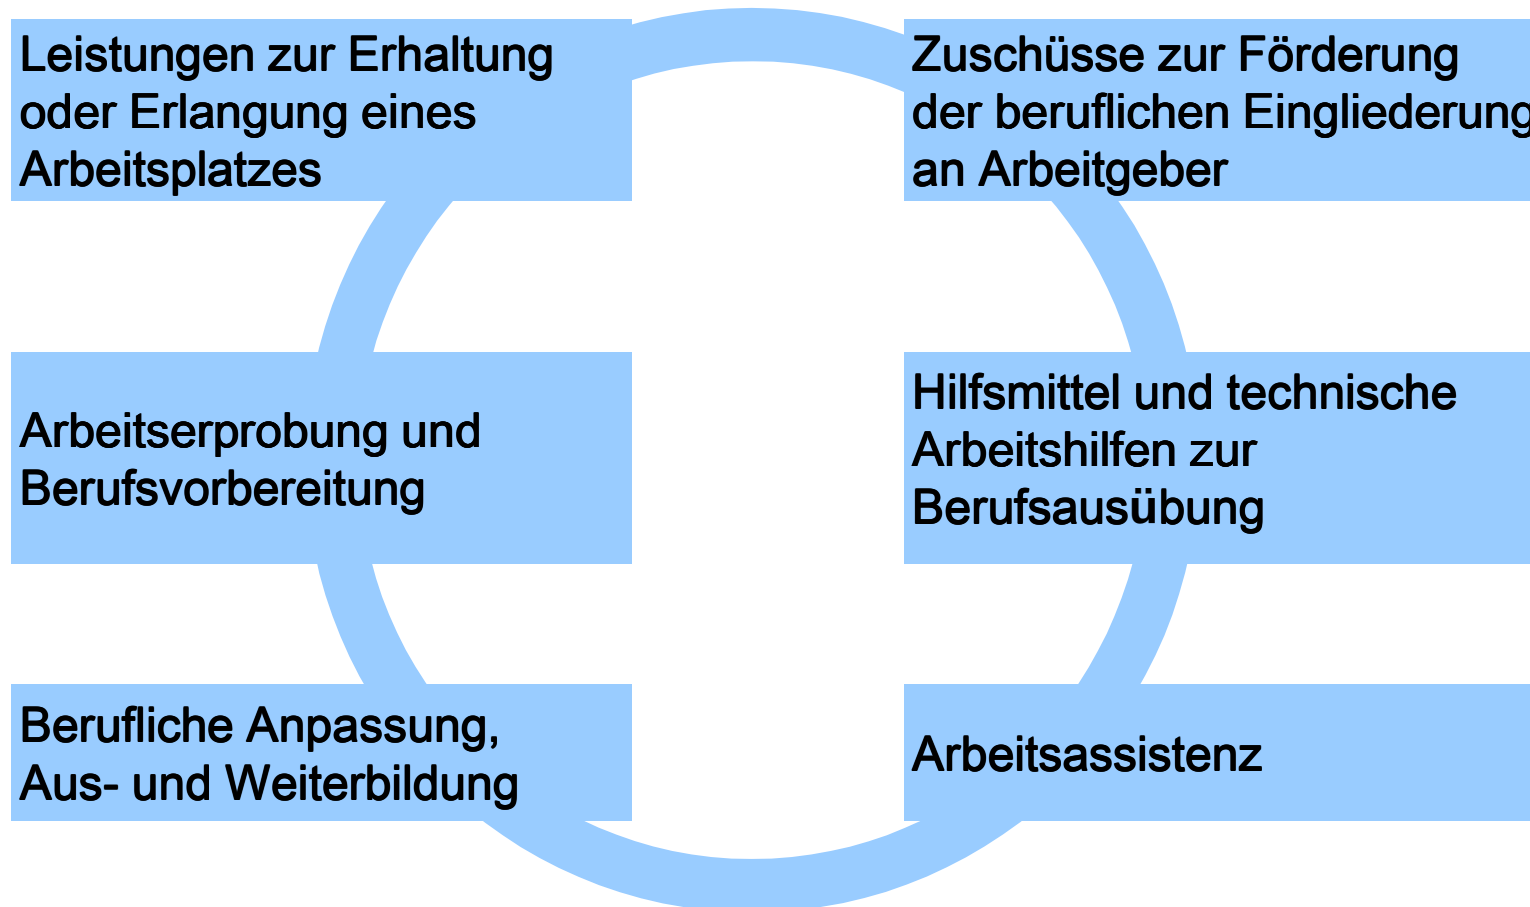 Leistungen zur Erhaltung
oder Erlangung eines
Arbeitsplatzes
Zuschüsse zur Förderung
der beruflichen Eingliederung
an Arbeitgeber
Arbeitserprobung und
Berufsvorbereitung
Hilfsmittel und technische
Arbeitshilfen zur
Berufsausübung
Berufliche Anpassung,
Aus- und Weiterbildung
Arbeitsassistenz